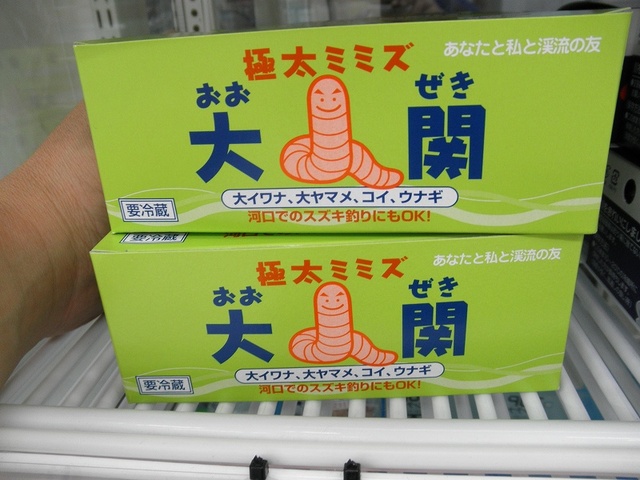 あなたと私と渓流の友
極太ミミズ
おお ぜき
大関
大イワナ、大ヤマメ、コイ、ウナギ
河口でのスズキ釣りにもOK!
要冷蔵
要冷蔵
あなたと私と渓流の友
極太ミミズ
おお ぜき
大関
大イワナ、大ヤマメ、コイ、ウナギ
河口でのスズキ釣りにもOK!
要冷蔵